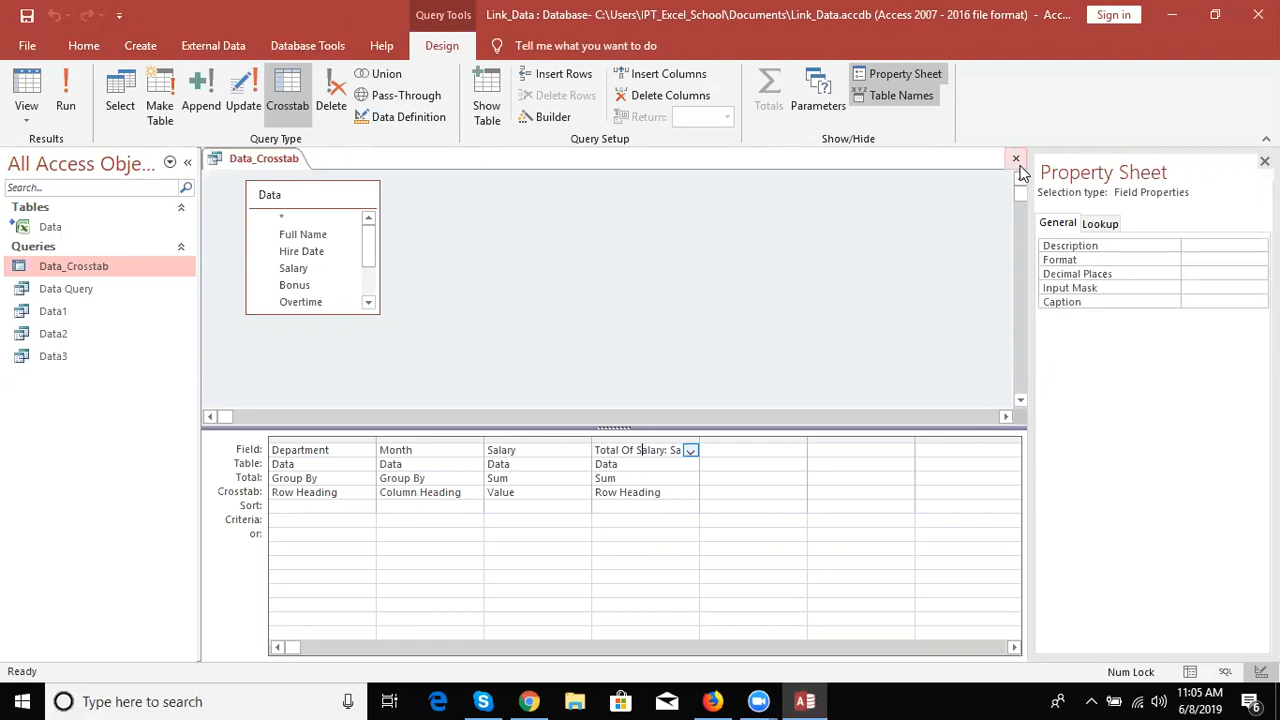 Query Tools
Link_Data : Database- C:\Users\IPT_Excel_School\Documents\Link_Data.accdb (Access 2007 - 2016 file format) - Acc...
Sign in
File Home Create External Data Database Tools Help Design Tell me what you want to do
View
Run
Results
Select
Make Table
Append
Update
Crosstab
Delete
Union
Pass-Through
Data Definition
Query Type
Show Table
Insert Rows
Delete Rows
Builder
Insert Columns
Delete Columns
Return:
Query Setup
Totals
Parameters
Property Sheet
Table Names
Show/Hide
All Access Obje...
Search...
Tables
Data
Queries
Data_Crosstab
Data Query
Data1
Data2
Data3
Data_Crosstab
Data
*
Full Name
Hire Date
Salary
Bonus
Overtime
Field: Department Month Salary Total Of Salary: Sa
Table: Data Data Data Data
Total: Group By Group By Sum Sum
Crosstab: Row Heading Column Heading Value Row Heading
Sort:
Criteria:
or:
Property Sheet
Selection type: Field Properties
General Lookup
Description
Format
Decimal Places
Input Mask
Caption
Ready
Num Lock
SQL
Type here to search
11:05 AM
6/8/2019
6